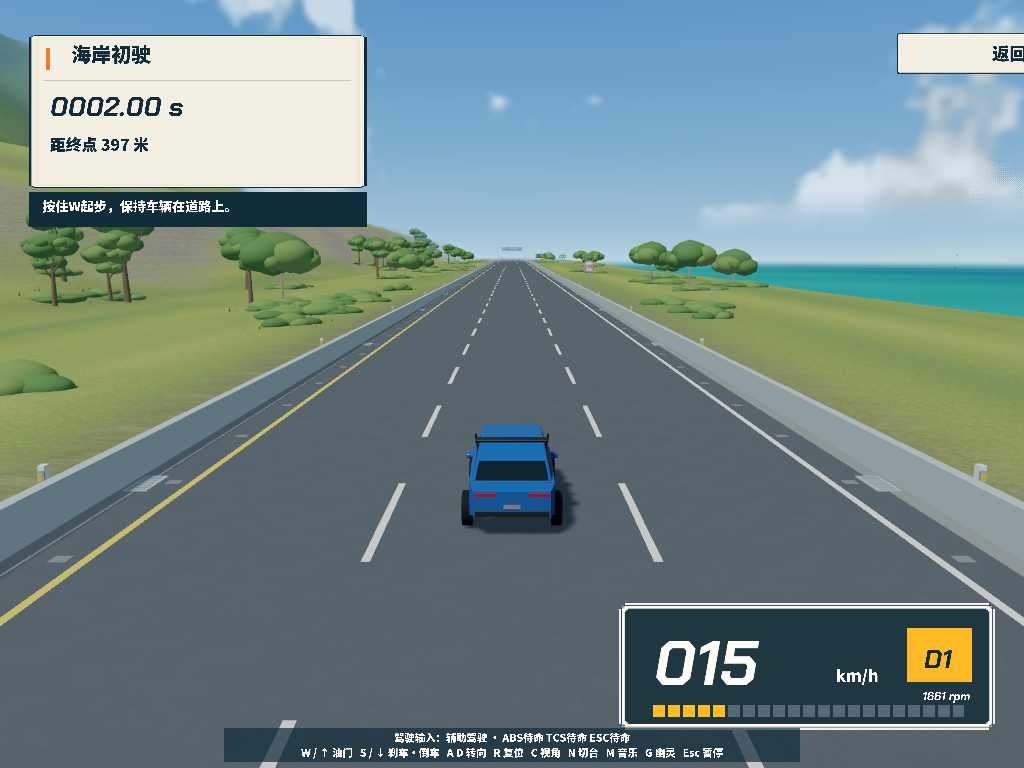 海岸初驶
返回
0002.00 s
距终点 397 米
按住W起步，保持车辆在道路上。
015 km/h D1
1661 rpm
驾驶输入：辅助驾驶 · ABS待命 TCS待命 ESC待命
W / ↑ 油门 S / ↓ 刹车·倒车 A D 转向 R 复位 C 视角 N 切台 M 音乐 G 幽灵 Esc 暂停